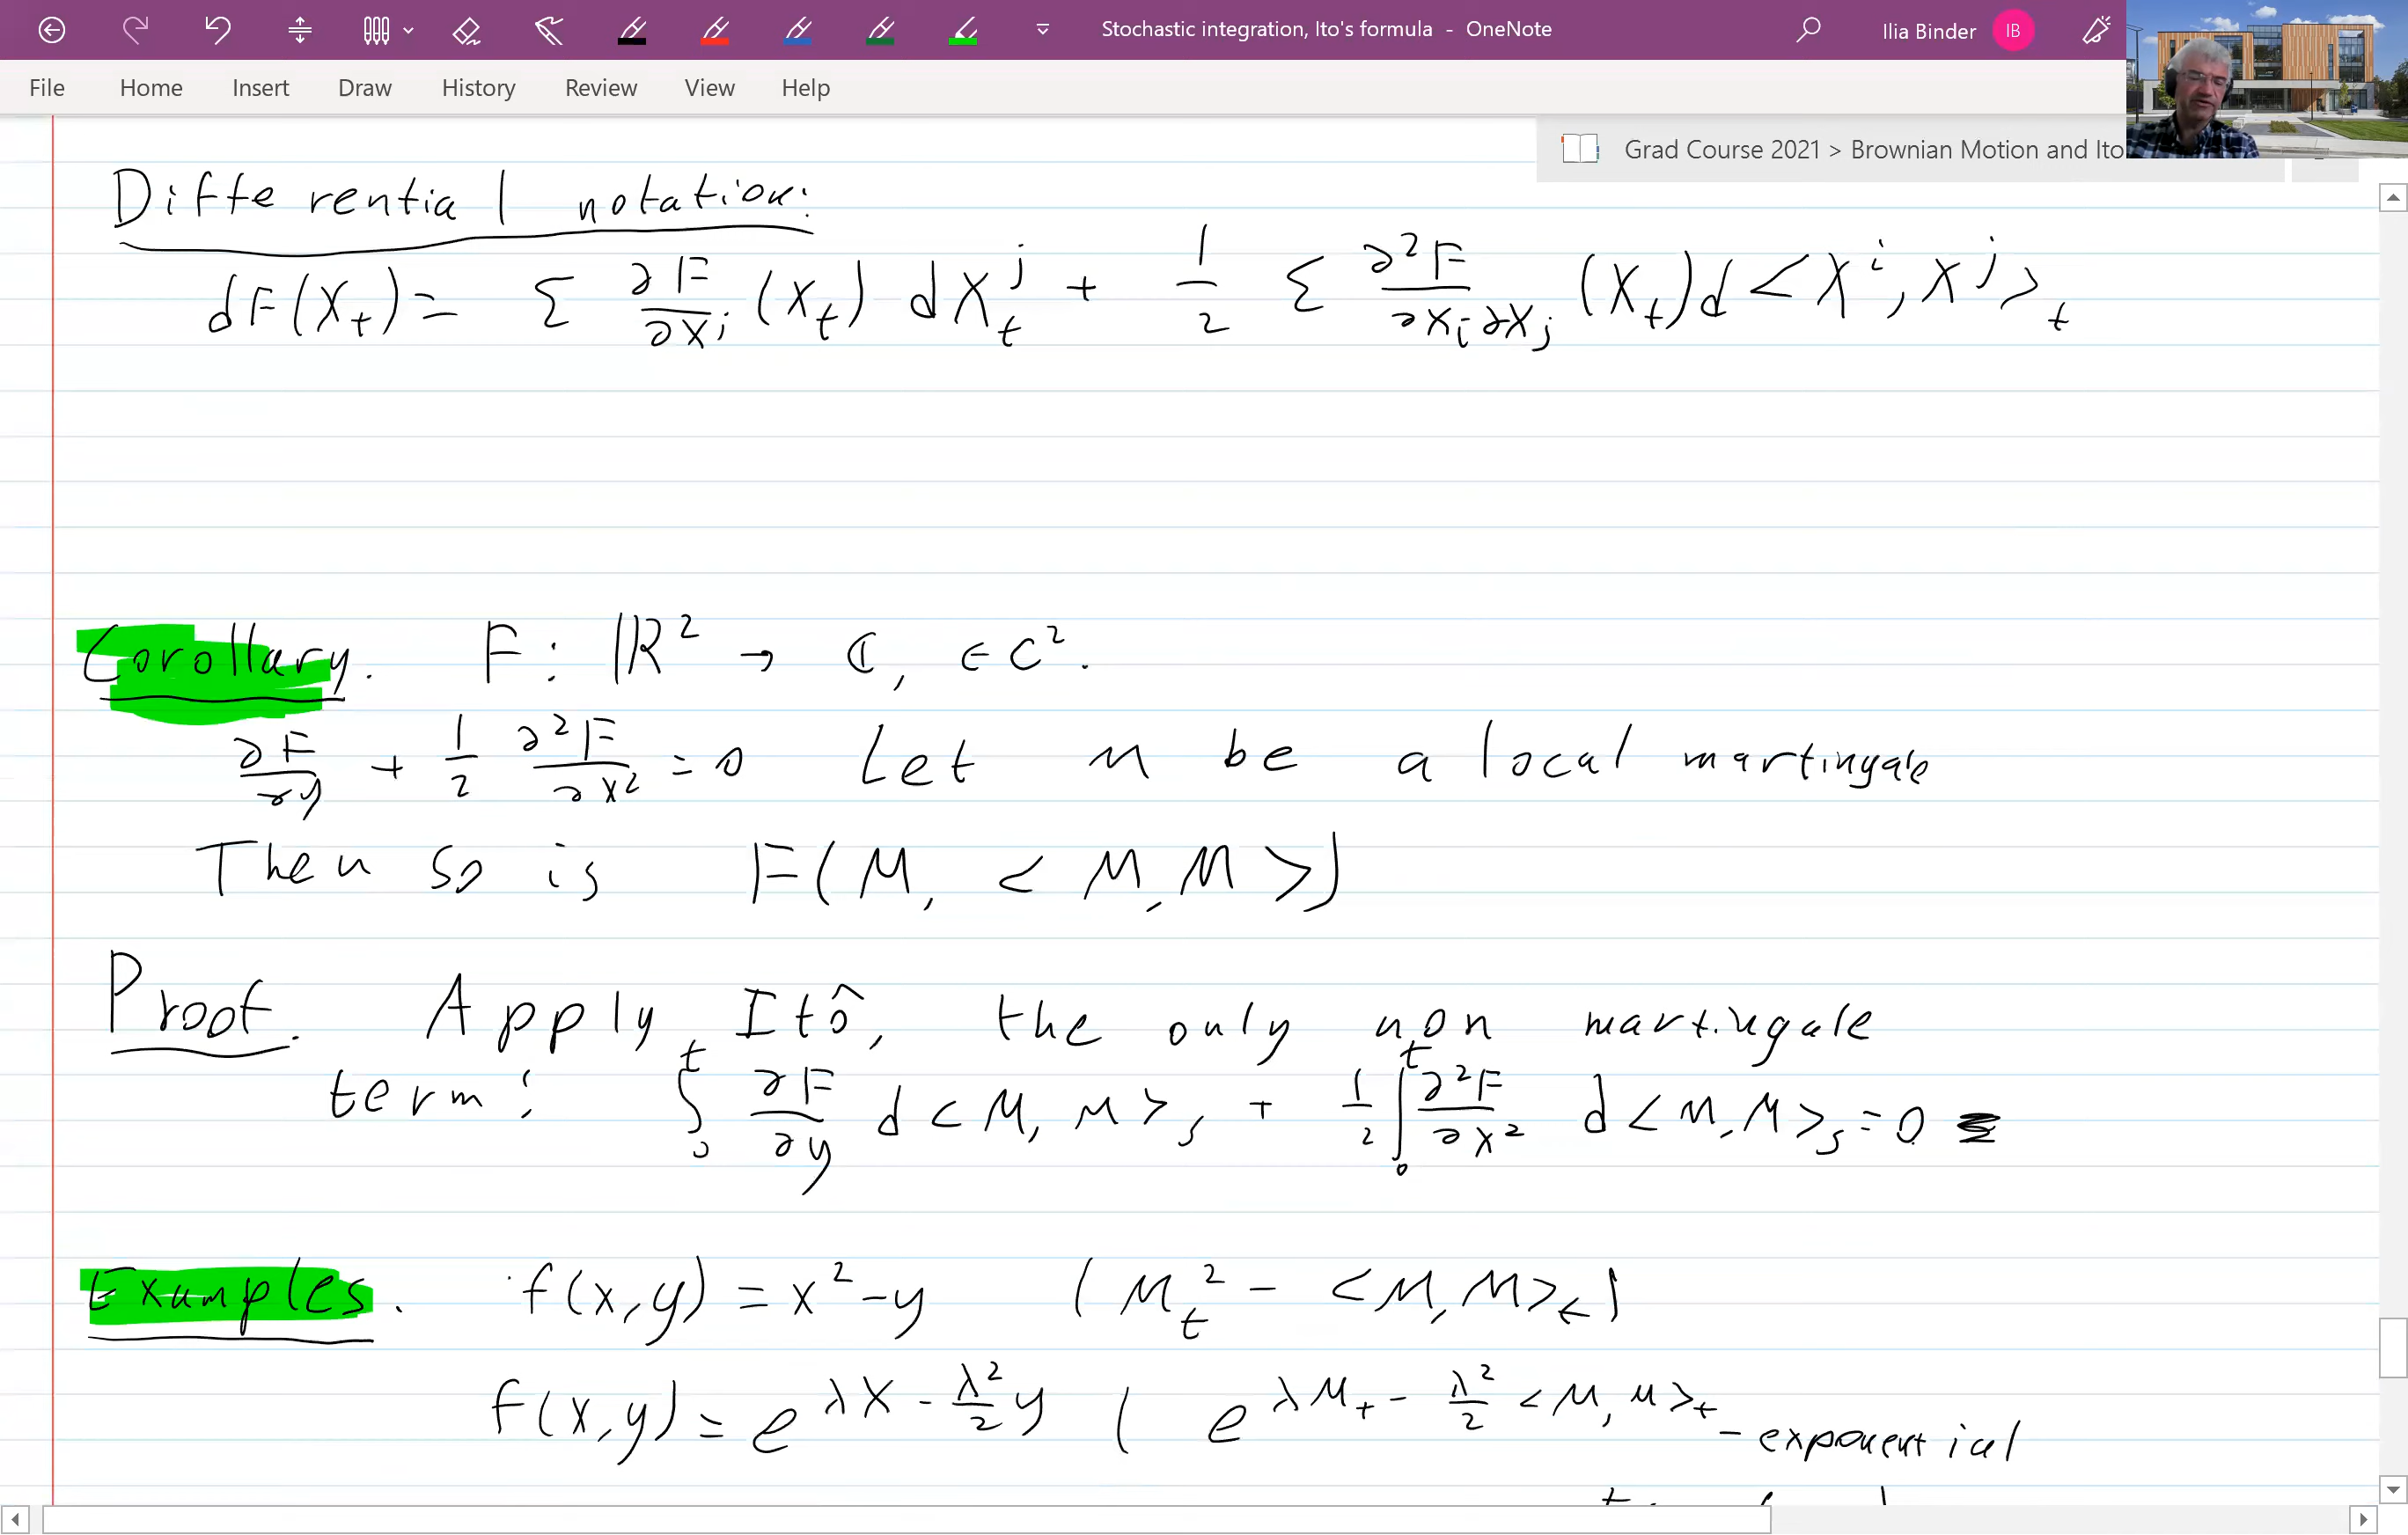 Stochastic integration, Ito's formula - OneNote
Ilia Binder IB
File Home Insert Draw History Review View Help
Grad Course 2021 > Brownian Motion and Ito
Differential notation:
dF(X_t) = Σ ∂F/∂x_j (X_t) dX_t^j + 1/2 Σ ∂²F/∂x_i∂x_j (X_t) d<X^i, X^j>_t
Corollary. F: ℝ² → ℂ, ∈ C².
∂F/∂y + 1/2 ∂²F/∂x² = 0 Let M be a local martingale
Then so is F(M, <M, M>)
Proof. Apply Itô, the only non martingale
term: ∫_0^t ∂F/∂y d<M, M>_s + 1/2 ∫_0^t ∂²F/∂x² d<M, M>_s = 0
Examples. f(x,y) = x² - y (M_t² - <M, M>_t)
f(x,y) = e^{λx - λ²/2 y} ( e^{λM_t - λ²/2 <M, M>_t} - exponential